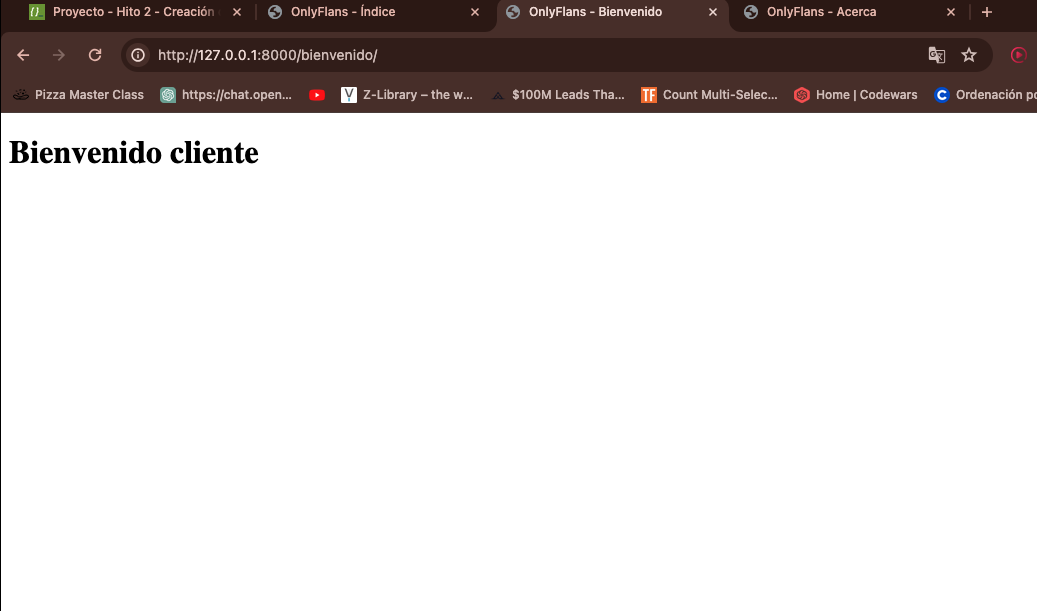 Proyecto - Hito 2 - Creación
OnlyFlans - Índice
OnlyFlans - Bienvenido
OnlyFlans - Acerca
http://127.0.0.1:8000/bienvenido/
Pizza Master Class
https://chat.open...
Z-Library – the w...
$100M Leads Tha...
TF
Count Multi-Selec...
Home | Codewars
Ordenación po
Bienvenido cliente